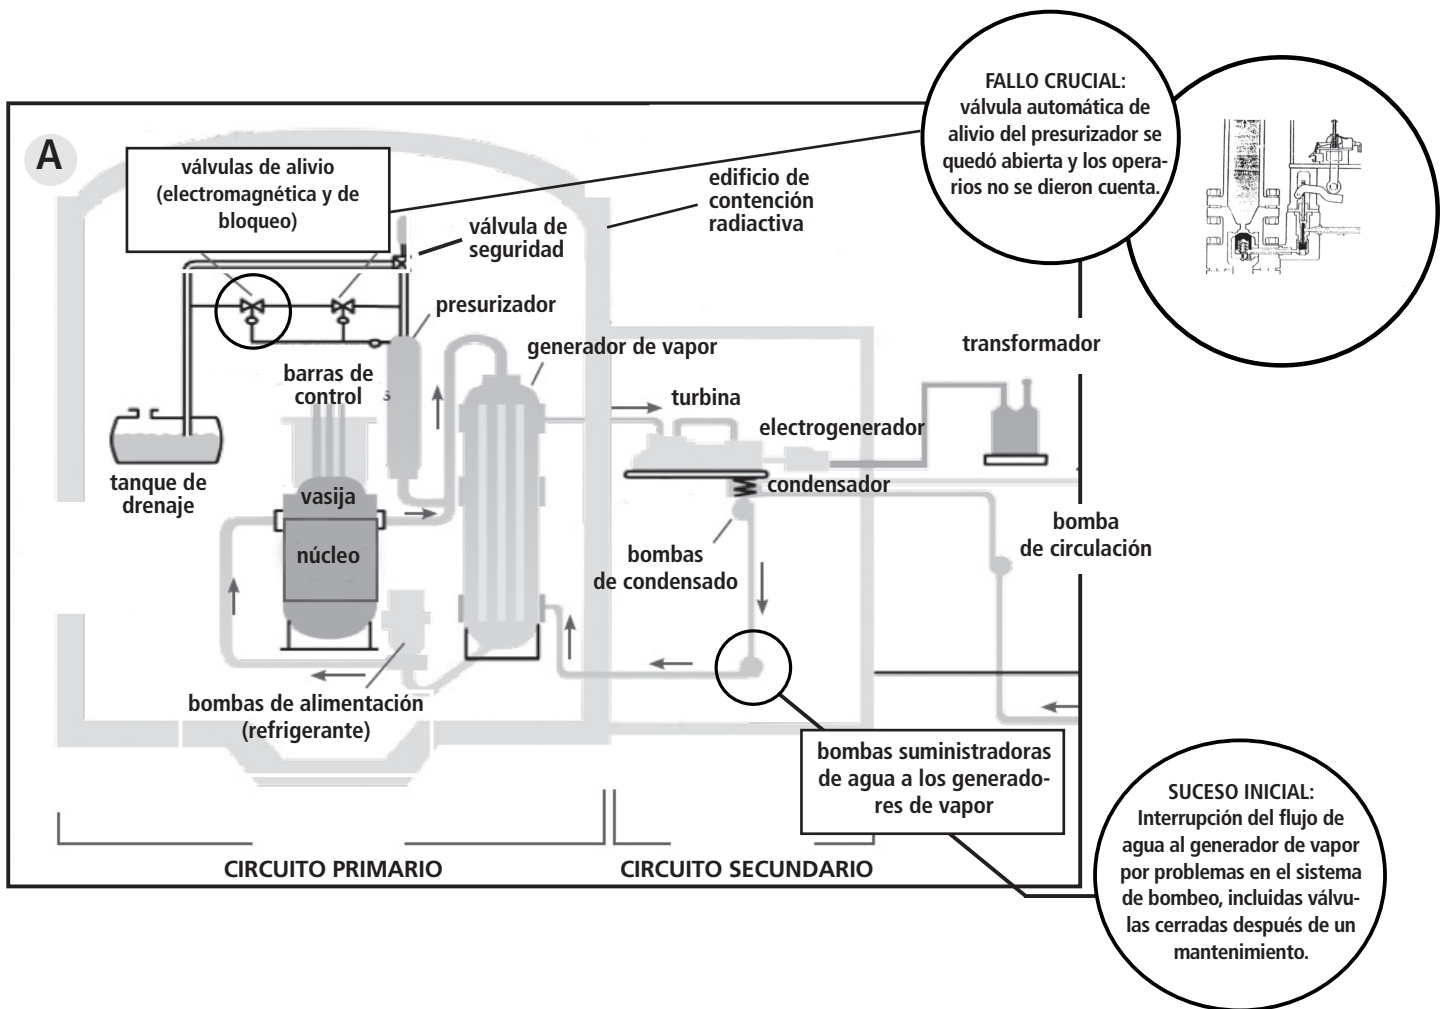 FALLO CRUCIAL:
válvula automática de
alivio del presurizador se
quedó abierta y los opera-
rios no se dieron cuenta.
A
válvulas de alivio
(electromagnética y de
bloqueo)
edificio de
contención
radiactiva
válvula de
seguridad
presurizador
generador de vapor
transformador
barras de
control
s
turbina
electrogenerador
tanque de
drenaje
vasija
condensador
núcleo
bombas
de condensado
bomba
de circulación
bombas de alimentación
(refrigerante)
bombas suministradoras
de agua a los generado-
res de vapor
CIRCUITO PRIMARIO
CIRCUITO SECUNDARIO
SUCESO INICIAL:
Interrupción del flujo de
agua al generador de vapor
por problemas en el sistema
de bombeo, incluidas válvu-
las cerradas después de un
mantenimiento.